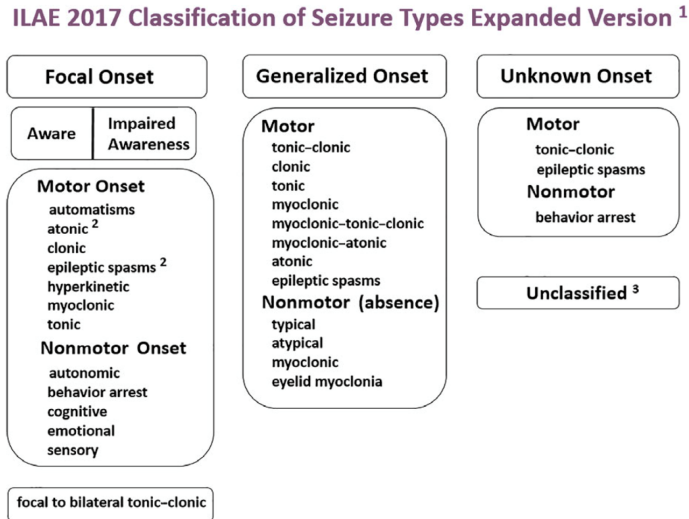 ILAE 2017 Classification of Seizure Types Expanded Version 1
Focal Onset
Aware
Impaired
Awareness
Motor Onset
automatisms
atonic 2
clonic
epileptic spasms 2
hyperkinetic
myoclonic
tonic
Nonmotor Onset
autonomic
behavior arrest
cognitive
emotional
sensory
focal to bilateral tonic–clonic
Generalized Onset
Motor
tonic–clonic
clonic
tonic
myoclonic
myoclonic–tonic–clonic
myoclonic–atonic
atonic
epileptic spasms
Nonmotor (absence)
typical
atypical
myoclonic
eyelid myoclonia
Unknown Onset
Motor
tonic–clonic
epileptic spasms
Nonmotor
behavior arrest
Unclassified 3